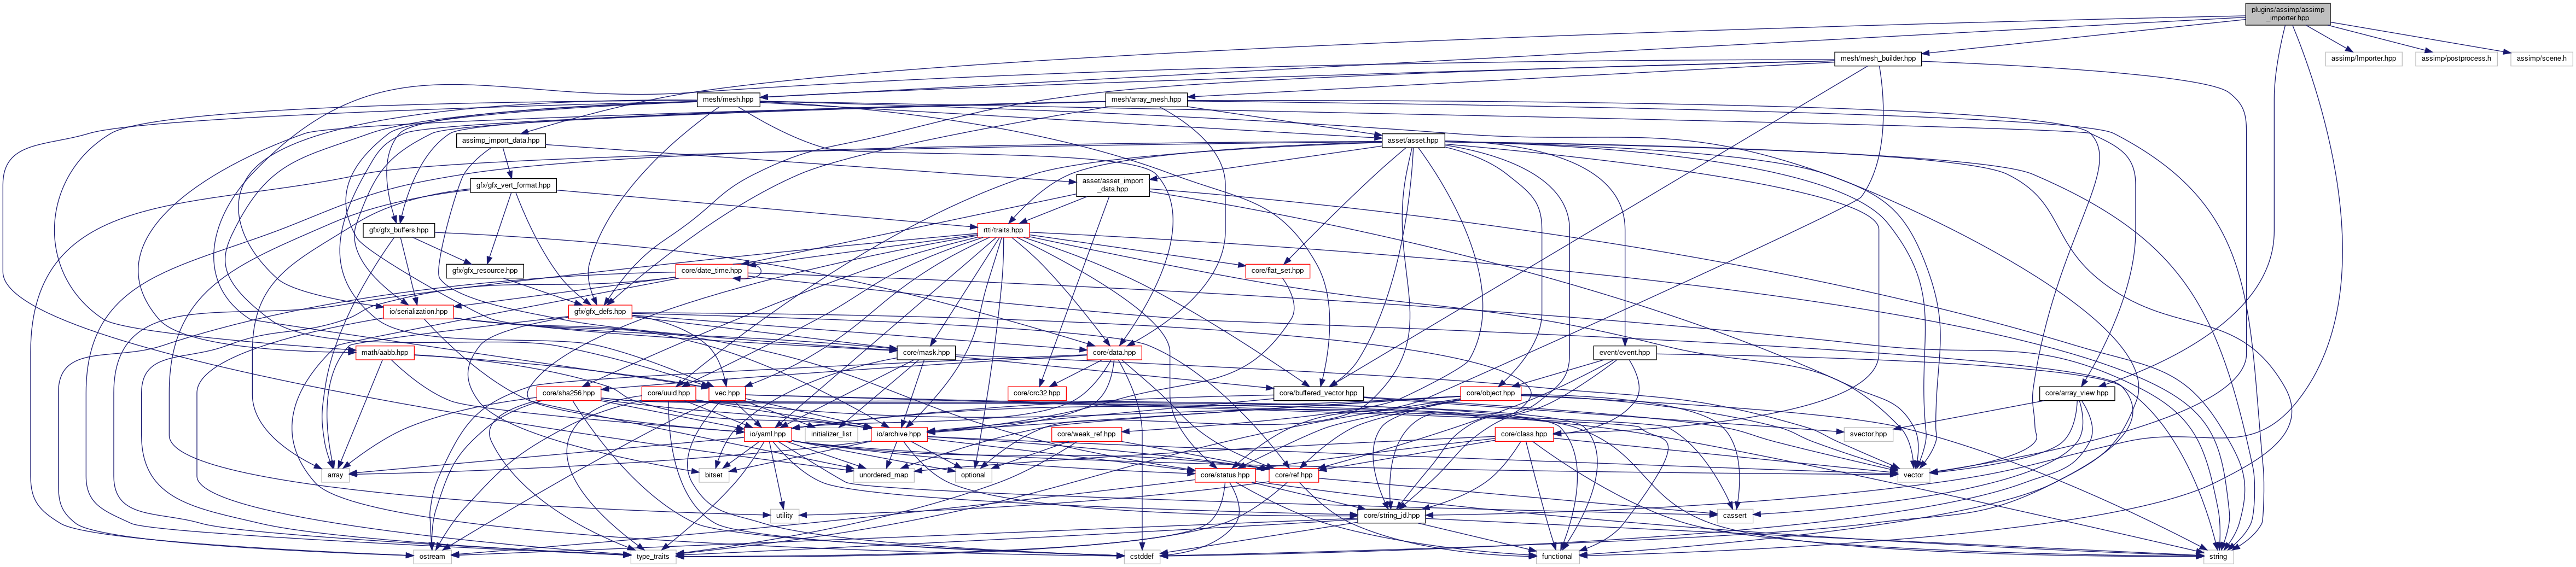 plugins/assimp/assimp
_importer.hpp
mesh/mesh_builder.hpp
assimp/Importer.hpp
assimp/postprocess.h
assimp/scene.h
mesh/mesh.hpp
mesh/array_mesh.hpp
assimp_import_data.hpp
asset/asset.hpp
gfx/gfx_vert_format.hpp
asset/asset_import
_data.hpp
gfx/gfx_buffers.hpp
rtti/traits.hpp
gfx/gfx_resource.hpp
core/date_time.hpp
core/flat_set.hpp
io/serialization.hpp
gfx/gfx_defs.hpp
math/aabb.hpp
core/mask.hpp
core/data.hpp
event/event.hpp
core/sha256.hpp
core/uuid.hpp
vec.hpp
core/crc32.hpp
core/buffered_vector.hpp
core/object.hpp
core/array_view.hpp
io/yaml.hpp
initializer_list
io/archive.hpp
core/weak_ref.hpp
core/class.hpp
svector.hpp
array
bitset
unordered_map
optional
core/status.hpp
core/ref.hpp
vector
utility
core/string_id.hpp
cassert
ostream
type_traits
cstddef
functional
string